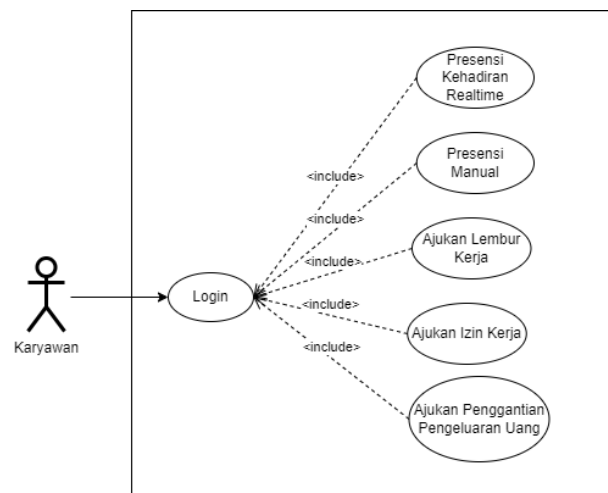 Presensi
Kehadiran
Realtime
<include>
Presensi
Manual
<include>
Ajukan Lembur
Kerja
<include>
Login
Karyawan
<include>
Ajukan Izin Kerja
<include>
Ajukan Penggantian
Pengeluaran Uang